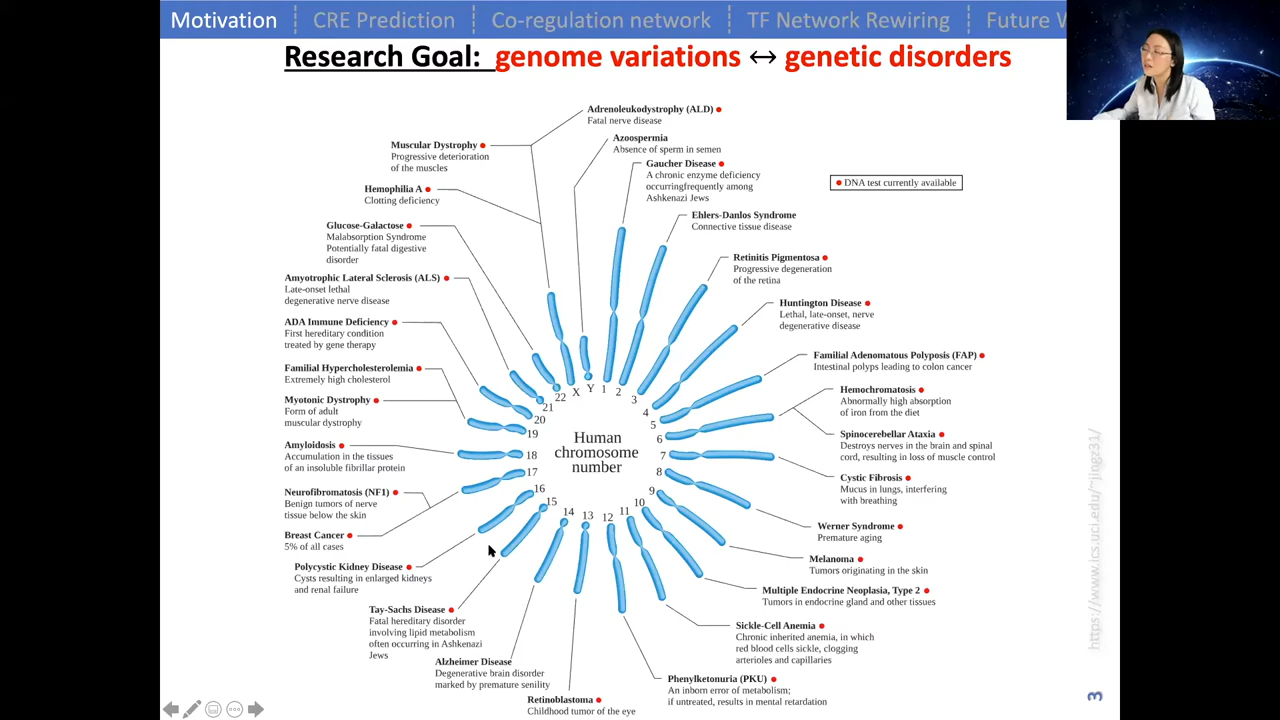 Motivation
CRE Prediction
Co-regulation network
TF Network Rewiring
Future
Research Goal: genome variations ↔ genetic disorders
Adrenoleukodystrophy (ALD)
Fatal nerve disease
Azoospermia
Absence of sperm in semen
Gaucher Disease
A chronic enzyme deficiency
occurringfrequently among
Ashkenazi Jews
DNA test currently available
Ehlers-Danlos Syndrome
Connective tissue disease
Retinitis Pigmentosa
Progressive degeneration
of the retina
Huntington Disease
Lethal, late-onset, nerve
degenerative disease
Familial Adenomatous Polyposis (FAP)
Intestinal polyps leading to colon cancer
Hemochromatosis
Abnormally high absorption
of iron from the diet
Spinocerebellar Ataxia
Destroys nerves in the brain and spinal
cord, resulting in loss of muscle control
Cystic Fibrosis
Mucus in lungs, interfering
with breathing
Werner Syndrome
Premature aging
Melanoma
Tumors originating in the skin
Multiple Endocrine Neoplasia, Type 2
Tumors in endocrine gland and other tissues
Sickle-Cell Anemia
Chronic inherited anemia, in which
red blood cells sickle, clogging
arterioles and capillaries
Phenylketonuria (PKU)
An inborn error of metabolism;
if untreated, results in mental retardation
Retinoblastoma
Childhood tumor of the eye
Alzheimer Disease
Degenerative brain disorder
marked by premature senility
Tay-Sachs Disease
Fatal hereditary disorder
involving lipid metabolism
often occurring in Ashkenazi
Jews
Polycystic Kidney Disease
Cysts resulting in enlarged kidneys
and renal failure
Breast Cancer
5% of all cases
Neurofibromatosis (NF1)
Benign tumors of nerve
tissue below the skin
Amyloidosis
Accumulation in the tissues
of an insoluble fibrillar protein
Myotonic Dystrophy
Form of adult
muscular dystrophy
Familial Hypercholesterolemia
Extremely high cholesterol
ADA Immune Deficiency
First hereditary condition
treated by gene therapy
Amyotrophic Lateral Sclerosis (ALS)
Late-onset lethal
degenerative nerve disease
Glucose-Galactose
Malabsorption Syndrome
Potentially fatal digestive
disorder
Hemophilia A
Clotting deficiency
Muscular Dystrophy
Progressive deterioration
of the muscles
Human
chromosome
number
1
2
3
4
5
6
7
8
9
10
11
12
13
14
15
16
17
18
19
20
21
22
X
Y
https://www.ics.uci.edu/~jingz31/
3